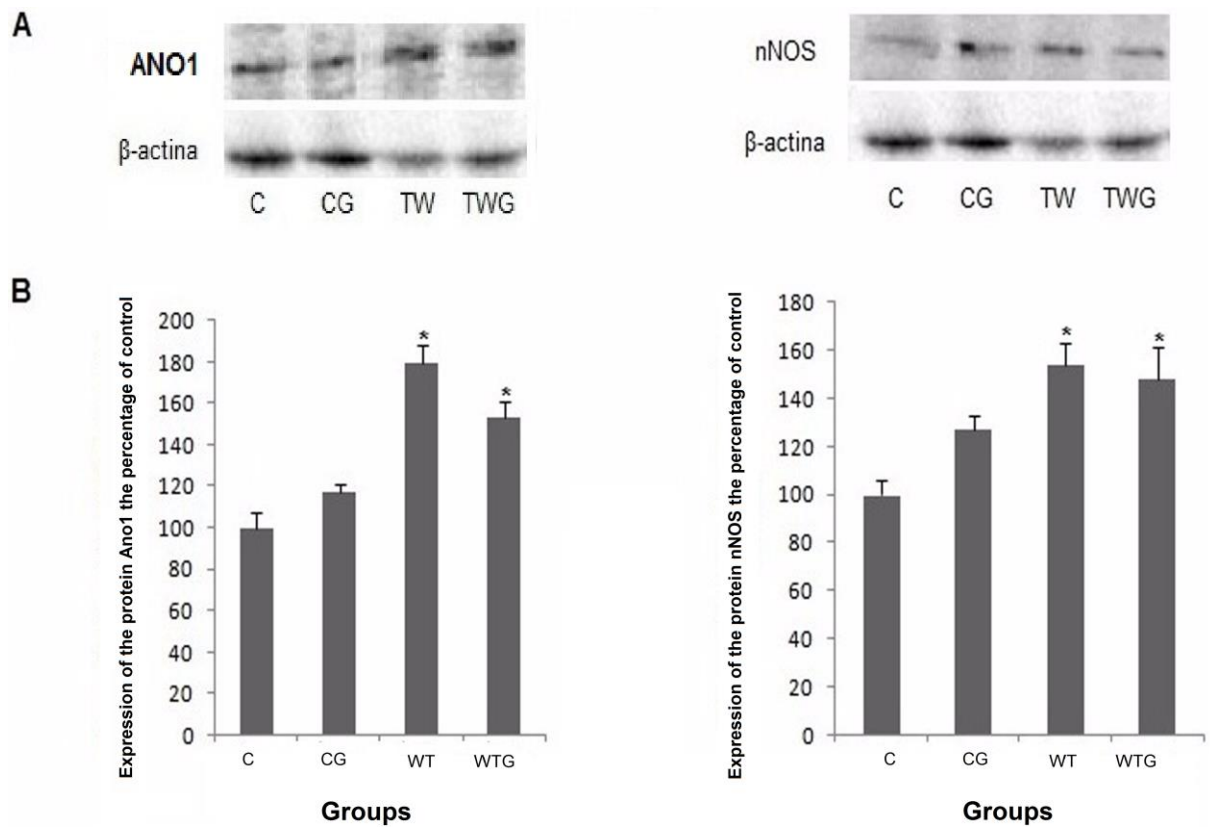 A
ANO1
β-actina
C CG TW TWG
nNOS
β-actina
C CG TW TWG
B
Expression of the protein Ano1 the percentage of control
200
180
160
140
120
100
80
60
40
20
0
*
*
C CG WT WTG
Groups
Expression of the protein nNOS the percentage of control
180
160
140
120
100
80
60
40
20
0
*
*
C CG WT WTG
Groups